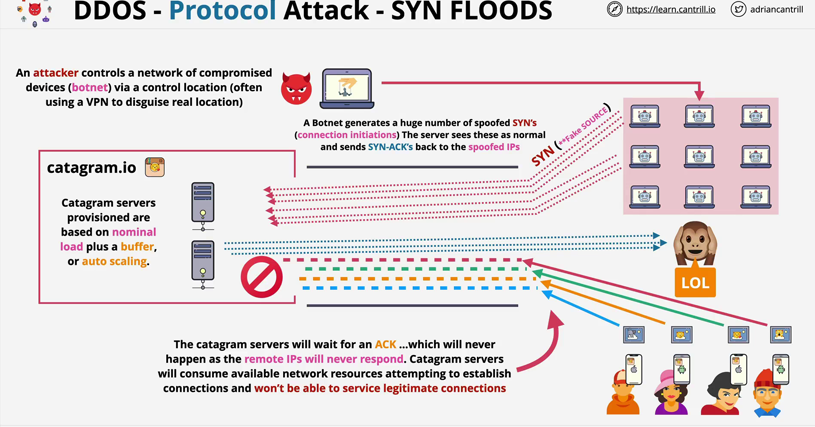 DDOS - Protocol Attack - SYN FLOODS
https://learn.cantrill.io
adriancantrill
An attacker controls a network of compromised
devices (botnet) via a control location (often
using a VPN to disguise real location)
A Botnet generates a huge number of spoofed SYN's
(connection initiations) The server sees these as normal
and sends SYN-ACK's back to the spoofed IPs
SYN (**Fake SOURCE)
catagram.io
Catagram servers
provisioned are
based on nominal
load plus a buffer,
or auto scaling.
LOL
The catagram servers will wait for an ACK ...which will never
happen as the remote IPs will never respond. Catagram servers
will consume available network resources attempting to establish
connections and won't be able to service legitimate connections